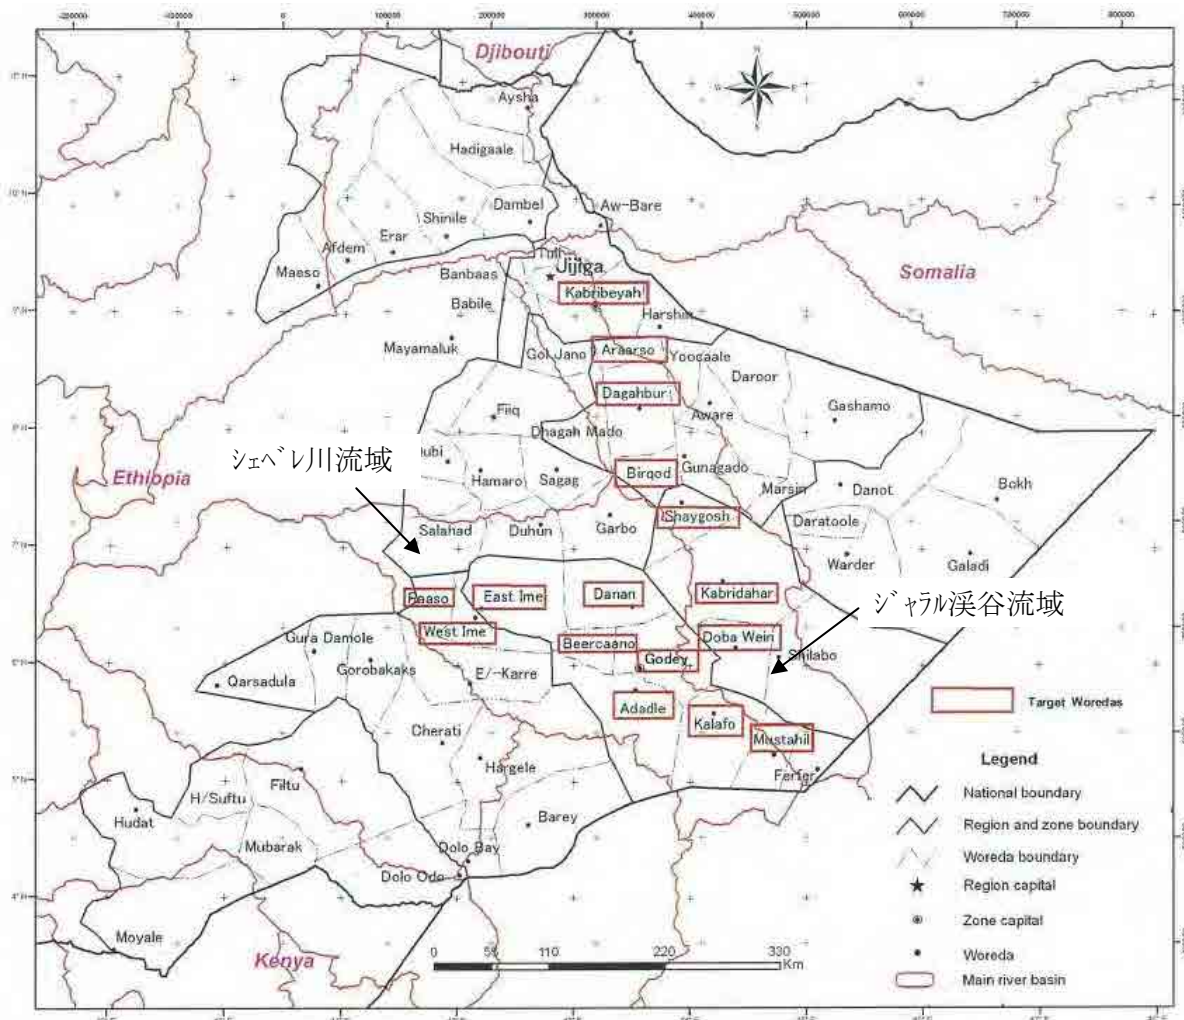 Djibouti
Aysha
Hadigaale
Dambel
Aw-Bare
Shinile
Erar
Afdem
Maeso
Jijiga
Banbaas
Kabribeyah
Babile
Harshin
Mayamaluk
Gol Jano
Araarso
Yoocaale
Daroor
Dagahbur
Fiiq
Aware
Gashamo
Dhagah Mado
シェベレ川流域
Ethiopia
Somalia
Hamaro
Sagag
Birqod
Gunagado
Marsin
Danot
Bokh
Salahad
Duhun
Garbo
Shaygosh
Daratoole
Warder
Galadi
East Ime
Danan
Kabridahar
ジャラル渓谷流域
West Ime
Gura Damole
Gorobakaks
Beercaano
Doba Weiri
Godey
Shilabo
E/-Karre
Qarsadula
Adadle
Kalafo
Mustahil
Target Woredas
Cherati
Hargele
Ferfer
Legend
National boundary
Region and zone boundary
Woreda boundary
Region capital
Zone capital
Woreda
Main river basin
Filtu
H/Suftu
Hudat
Mubarak
Barey
Dolo Bay
Dolo Odo
Moyale
Kenya
0
110
220
330
Km